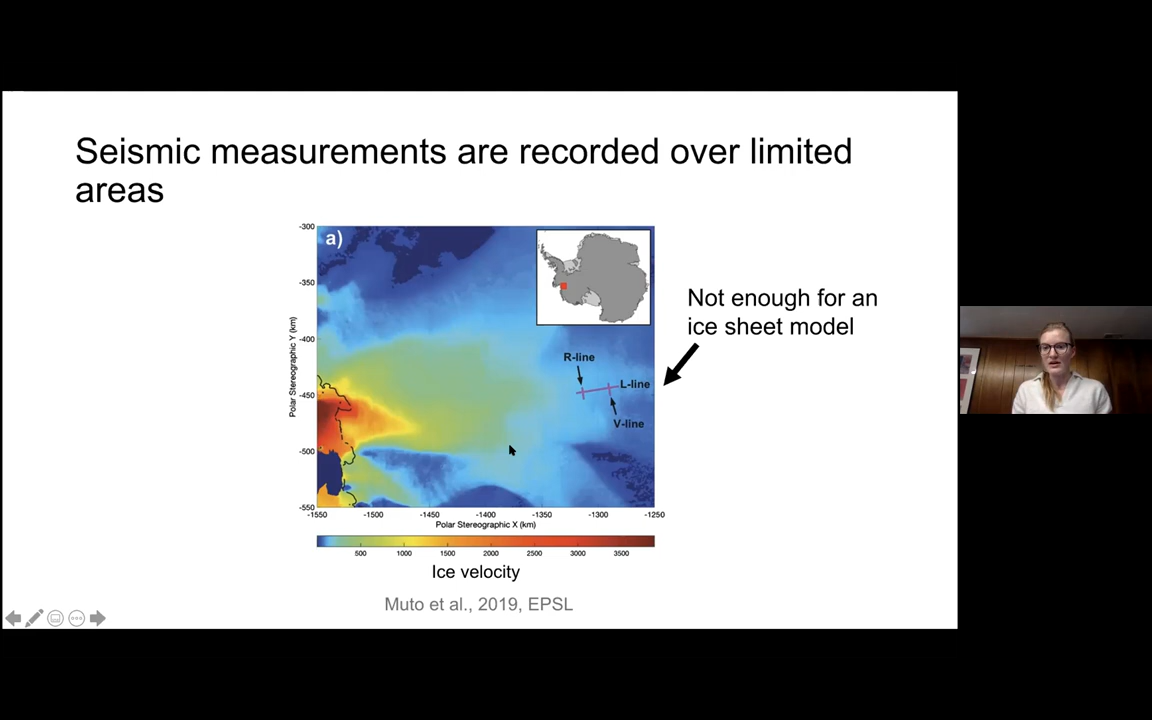 Seismic measurements are recorded over limited
areas
a)
-300
-350
-400
-450
-500
-550
Polar Stereographic Y (km)
R-line
L-line
V-line
Not enough for an
ice sheet model
-1550
-1500
-1450
-1400
-1350
-1300
-1250
Polar Stereographic X (km)
500
1000
1500
2000
2500
3000
3500
Ice velocity
Muto et al., 2019, EPSL